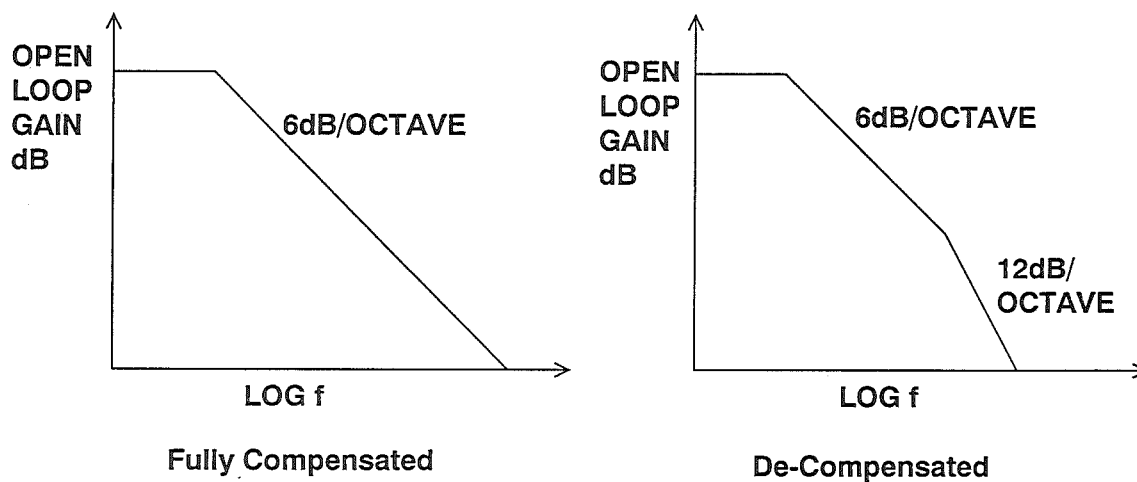 OPEN
LOOP
GAIN
dB
6dB/OCTAVE
LOG f
Fully Compensated
OPEN
LOOP
GAIN
dB
6dB/OCTAVE
12dB/
OCTAVE
LOG f
De-Compensated